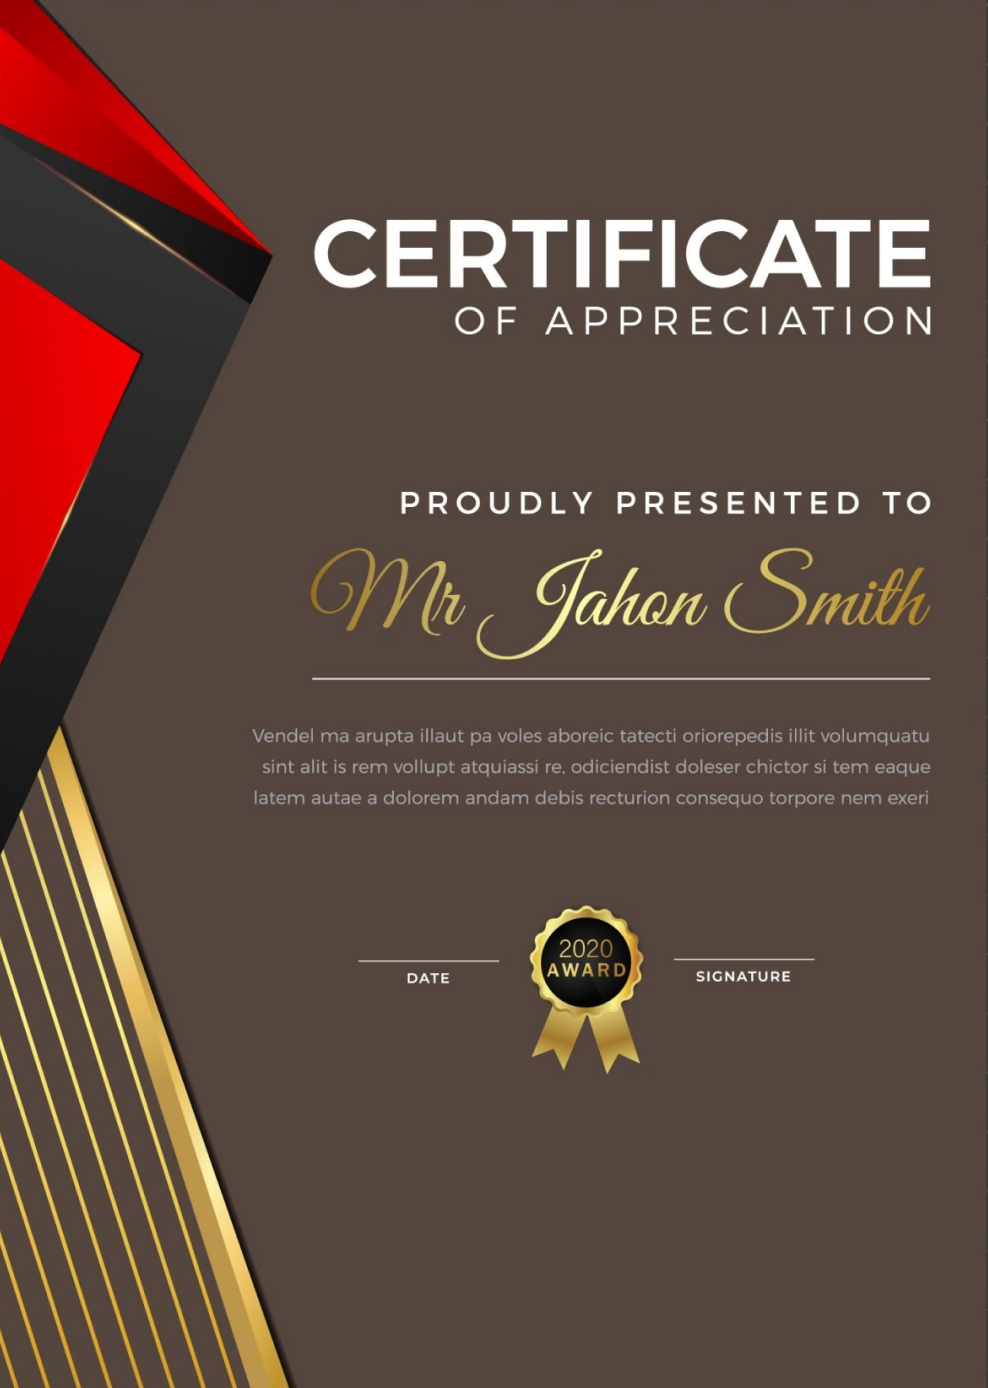 CERTIFICATE
OF APPRECIATION
PROUDLY PRESENTED TO
Mr Jahon Smith
Vendel ma arupta illaut pa voles aboreic tatecti oriorepedis illit volumquatu
sint alit is rem vollupt atquiassi re, odiciendist doleser chictor si tem eaque
latem autae a dolorem andam debis recturion consequo torpore nem exeri
2020
AWARD
DATE
SIGNATURE